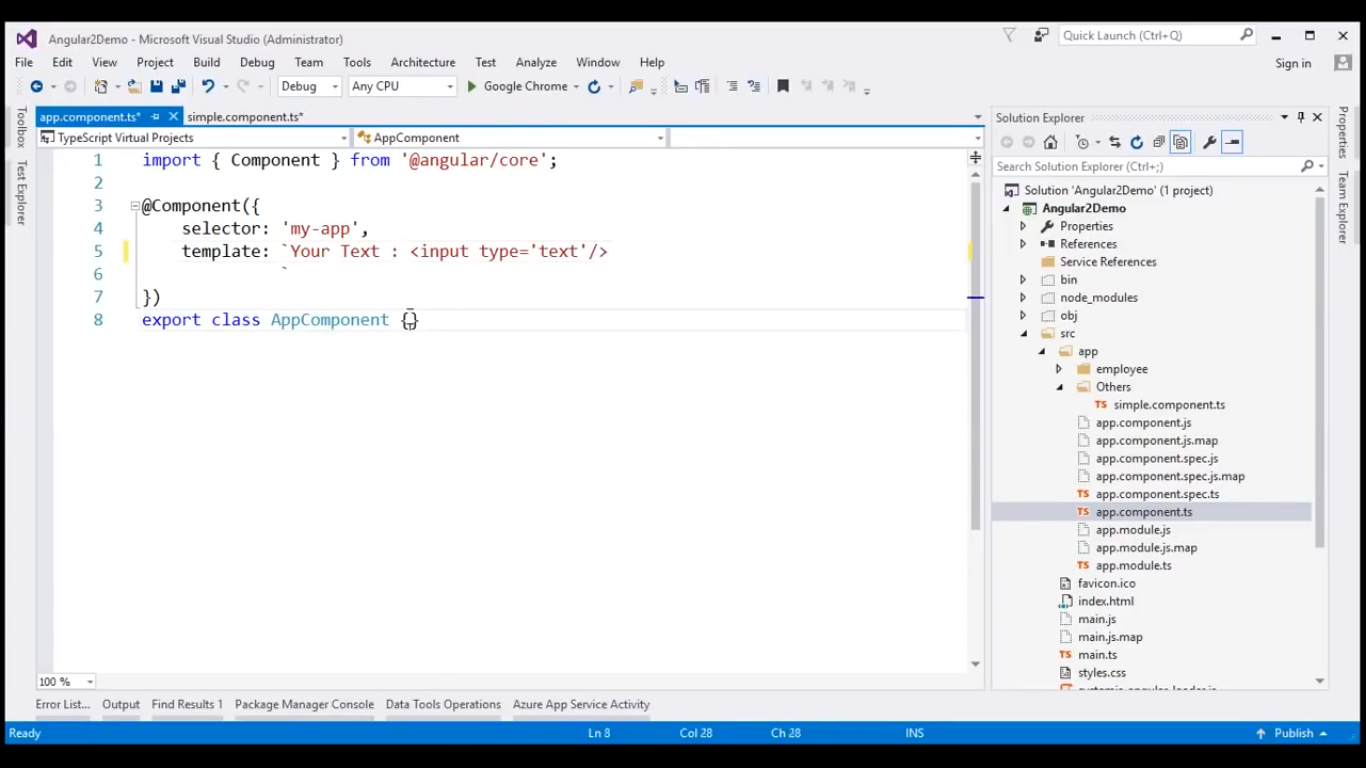 Angular2Demo - Microsoft Visual Studio (Administrator)
Quick Launch (Ctrl+Q)
File Edit View Project Build Debug Team Tools Architecture Test Analyze Window Help
Sign in
Debug Any CPU Google Chrome
Toolbox
Test Explorer
app.component.ts* simple.component.ts*
TypeScript Virtual Projects AppComponent
1 import { Component } from '@angular/core';
2
3 @Component({
4 selector: 'my-app',
5 template: `Your Text : <input type='text'/>
6 `
7 })
8 export class AppComponent {}
100 %
Solution Explorer
Search Solution Explorer (Ctrl+;)
Solution 'Angular2Demo' (1 project)
Angular2Demo
Properties
References
Service References
bin
node_modules
obj
src
app
employee
Others
simple.component.ts
app.component.js
app.component.js.map
app.component.spec.js
app.component.spec.js.map
app.component.spec.ts
app.component.ts
app.module.js
app.module.js.map
app.module.ts
favicon.ico
index.html
main.js
main.js.map
main.ts
styles.css
Properties
Team Explorer
Error List... Output Find Results 1 Package Manager Console Data Tools Operations Azure App Service Activity
Ready Ln 8 Col 28 Ch 28 INS Publish